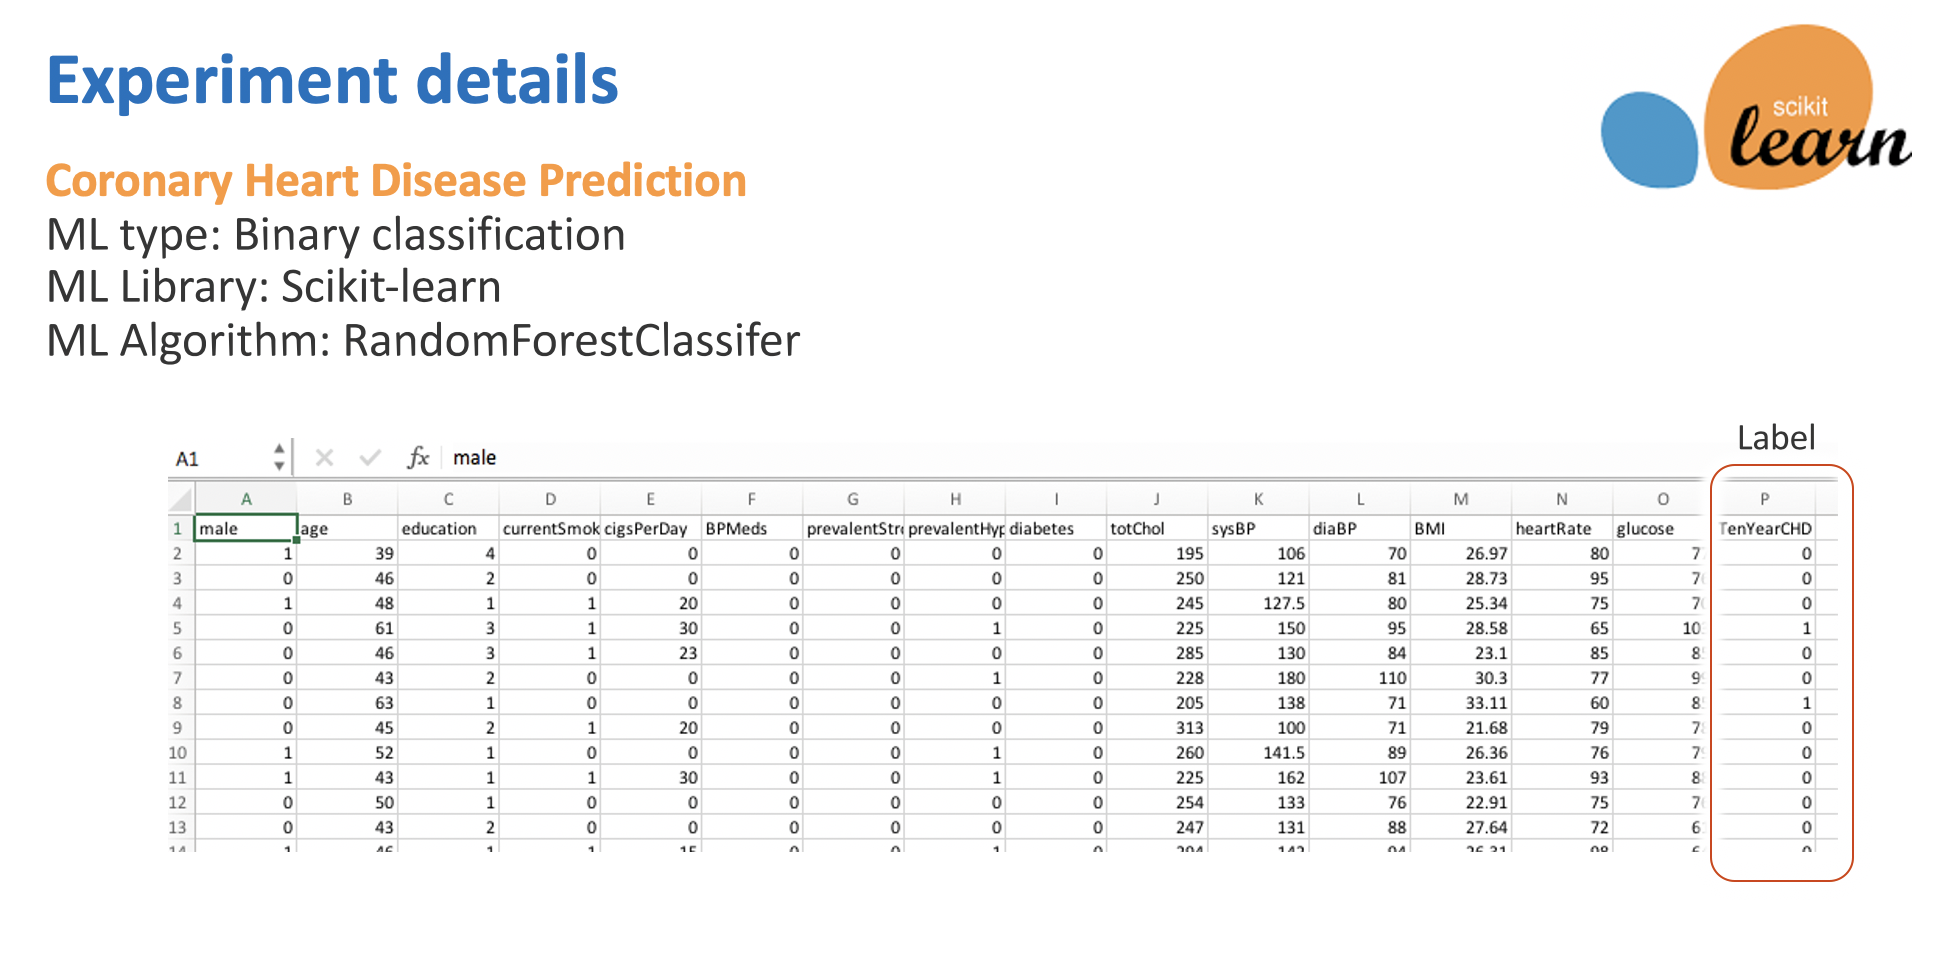 Experiment details
scikit
learn
Coronary Heart Disease Prediction
ML type: Binary classification
ML Library: Scikit-learn
ML Algorithm: RandomForestClassifer
Label
A1 fx male
A B C D E F G H I J K L M N O P
1 male age education currentSmok cigsPerDay BPMeds prevalentStr prevalentHyp diabetes totChol sysBP diaBP BMI heartRate glucose TenYearCHD
2 1 39 4 0 0 0 0 0 0 195 106 70 26.97 80 0
3 0 46 2 0 0 0 0 0 0 250 121 81 28.73 95 0
4 1 48 1 1 20 0 0 0 0 245 127.5 80 25.34 75 0
5 0 61 3 1 30 0 0 1 0 225 150 95 28.58 65 1
6 0 46 3 1 23 0 0 0 0 285 130 84 23.1 85 0
7 0 43 2 0 0 0 0 1 0 228 180 110 30.3 77 0
8 0 63 1 0 0 0 0 0 0 205 138 71 33.11 60 1
9 0 45 2 1 20 0 0 0 0 313 100 71 21.68 79 0
10 1 52 1 0 0 0 0 1 0 260 141.5 89 26.36 76 0
11 1 43 1 1 30 0 0 1 0 225 162 107 23.61 93 0
12 0 50 1 0 0 0 0 0 0 254 133 76 22.91 75 0
13 0 43 2 0 0 0 0 0 0 247 131 88 27.64 72 0